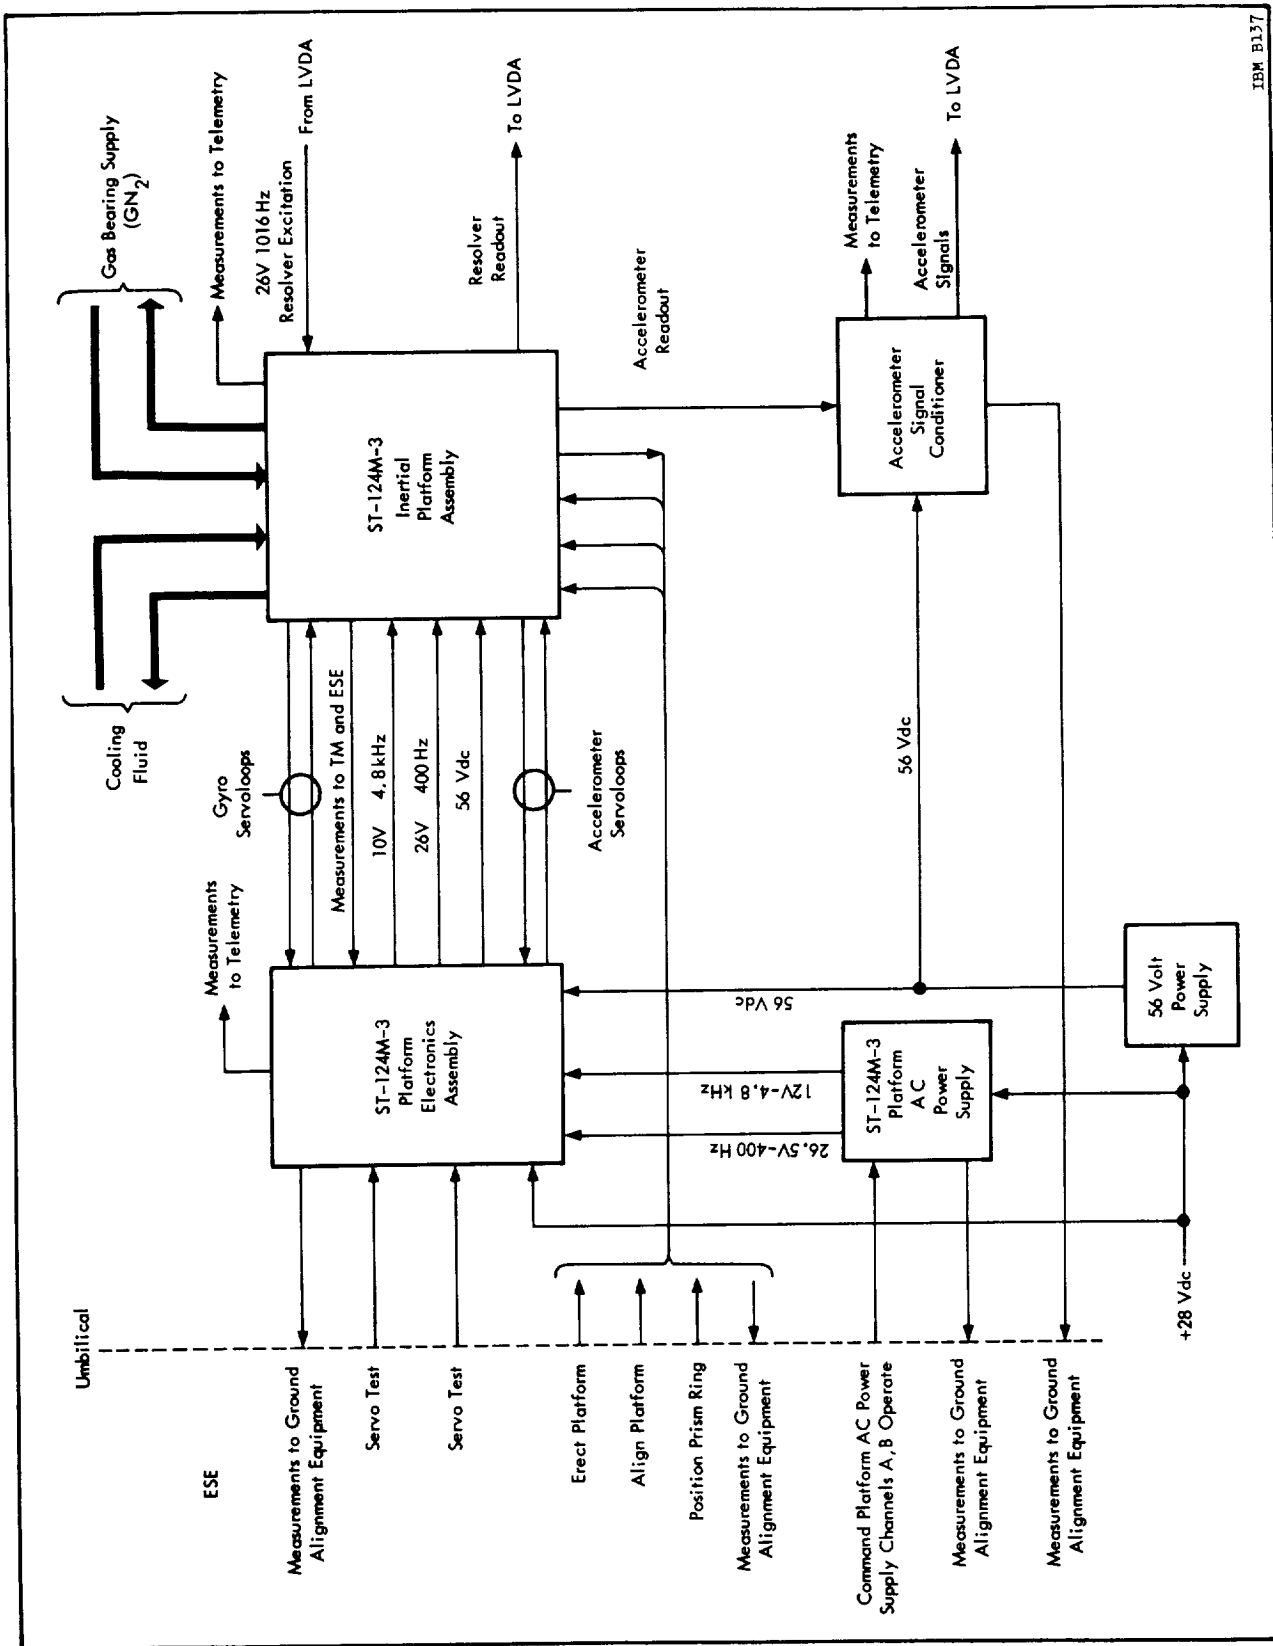 Umbilical
ESE
Measurements to Ground
Alignment Equipment
Servo Test
Servo Test
Erect Platform
Align Platform
Position Prism Ring
Measurements to Ground
Alignment Equipment
Command Platform AC Power
Supply Channels A, B Operate
Measurements to Ground
Alignment Equipment
Measurements to Ground
Alignment Equipment
+28 Vdc
Measurements
to Telemetry
ST-124M-3
Platform
Electronics
Assembly
26.5V-400 Hz
12V-4.8 kHz
56 Vdc
ST-124M-3
Platform
AC
Power
Supply
56 Volt
Power
Supply
Cooling
Fluid
Gyro
Servoloops
Measurements to TM and ESE
10V 4.8kHz
26V 400 Hz
56 Vdc
Accelerometer
Servoloops
56 Vdc
Gas Bearing Supply
(GN2)
Measurements to Telemetry
26V 1016 Hz
Resolver Excitation
From LVDA
ST-124M-3
Inertial
Platform
Assembly
Resolver
Readout
To LVDA
Accelerometer
Readout
Accelerometer
Signal
Conditioner
Measurements
to Telemetry
Accelerometer
Signals
To LVDA
IBM B137